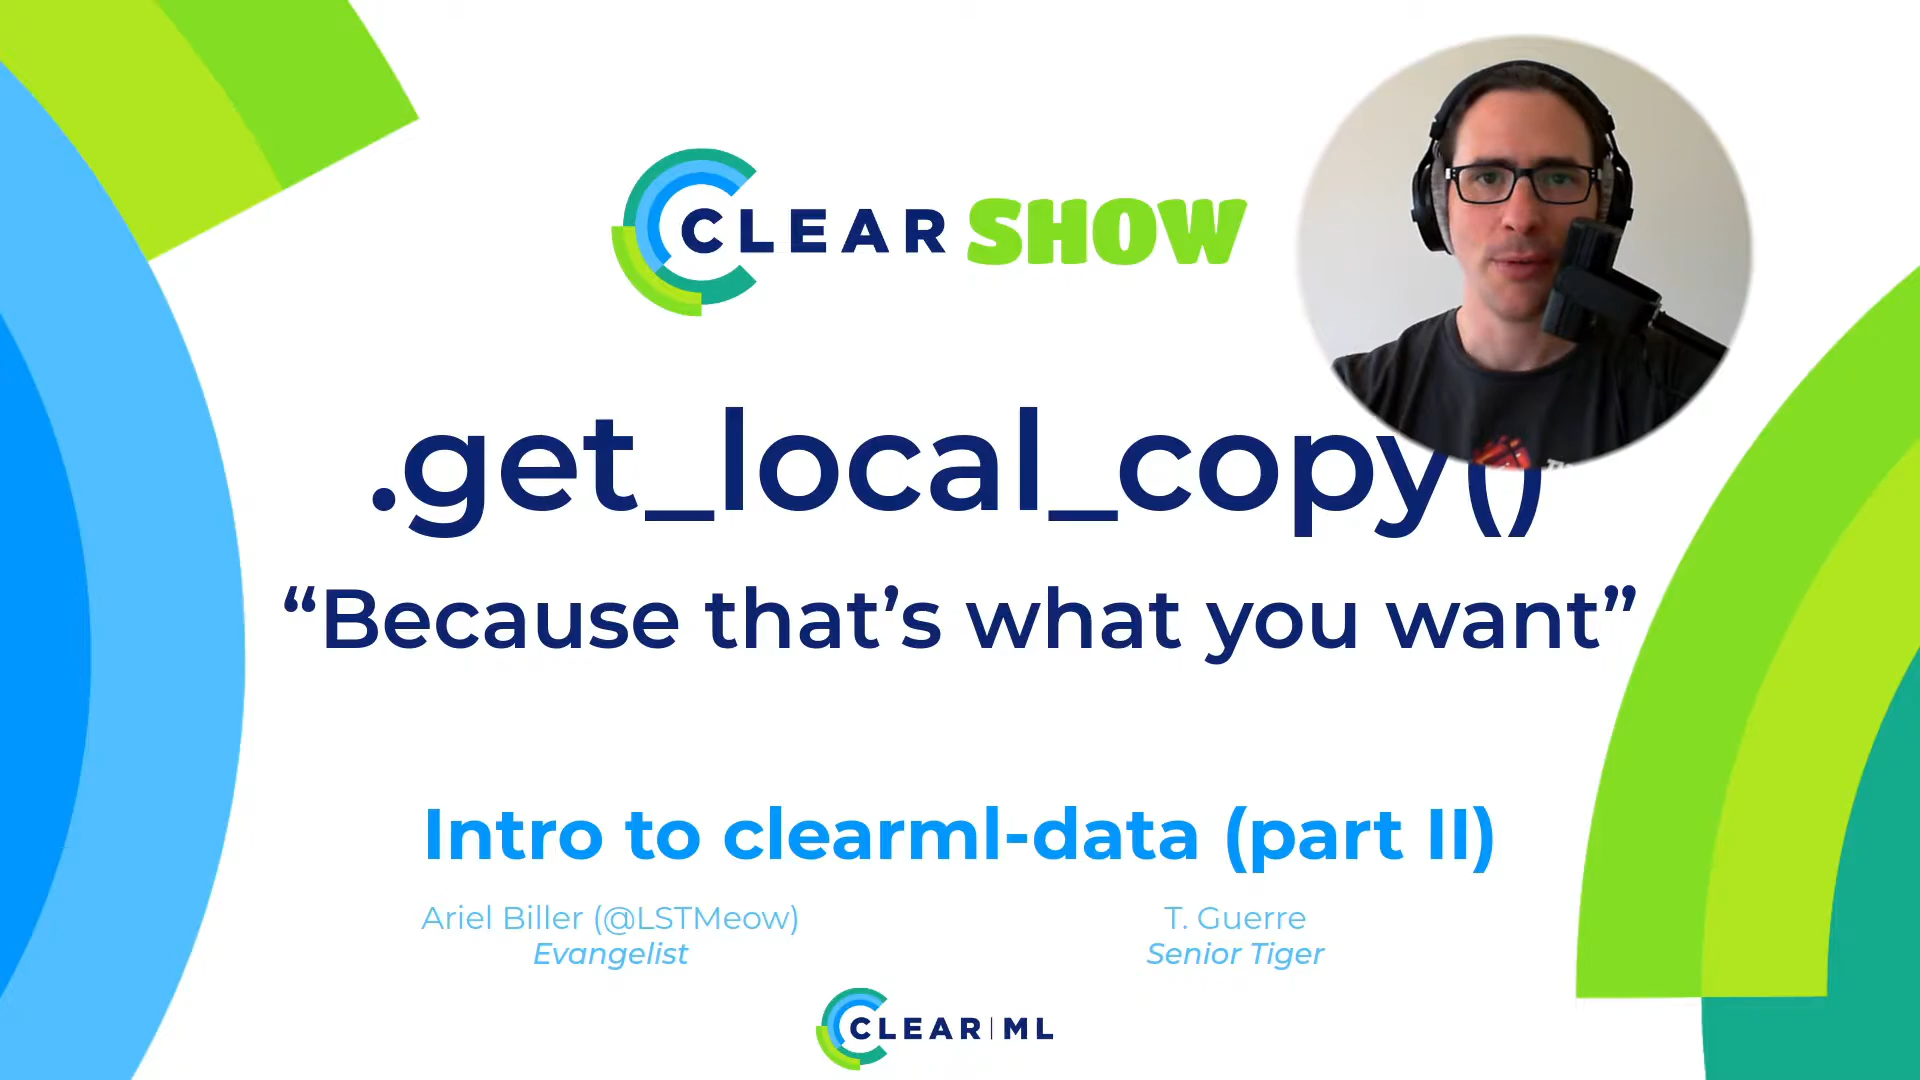 CLEAR SHOW
.get_local_copy()
“Because that’s what you want”
Intro to clearml-data (part II)
Ariel Biller (@LSTMeow)
Evangelist
T. Guerre
Senior Tiger
CLEAR|ML